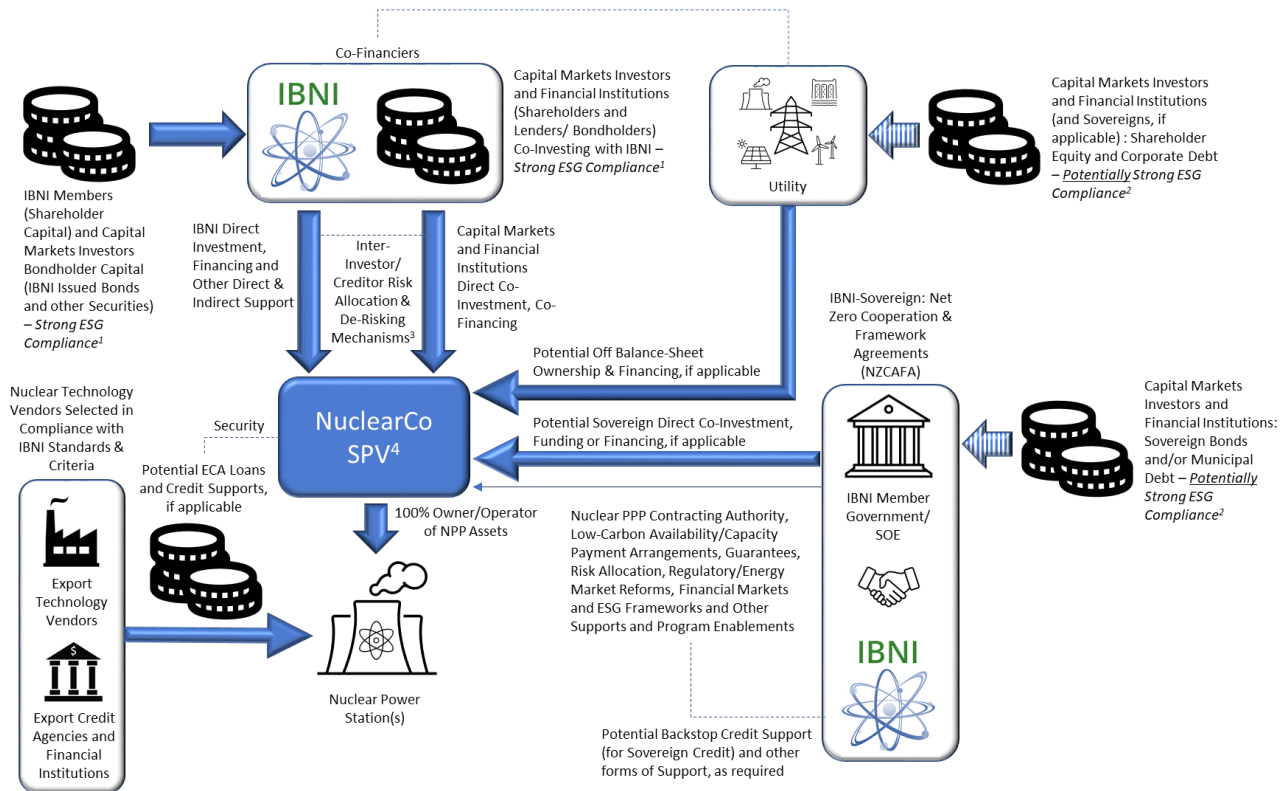 Co-Financiers
IBNI
Capital Markets Investors
and Financial Institutions
(Shareholders and
Lenders/ Bondholders)
Co-Investing with IBNI –
Strong ESG Compliance1
Utility
Capital Markets Investors
and Financial Institutions
(and Sovereigns, if
applicable) : Shareholder
Equity and Corporate Debt
– Potentially Strong ESG
Compliance2
IBNI Members
(Shareholder
Capital) and Capital
Markets Investors
Bondholder Capital
(IBNI Issued Bonds
and other Securities)
– Strong ESG
Compliance1
IBNI Direct
Investment,
Financing and
Other Direct &
Indirect Support
Inter-
Investor/
Creditor Risk
Allocation &
De-Risking
Mechanisms3
Capital Markets
and Financial
Institutions
Direct Co-
Investment, Co-
Financing
IBNI-Sovereign: Net
Zero Cooperation &
Framework
Agreements
(NZCAFA)
Potential Off Balance-Sheet
Ownership & Financing, if applicable
Nuclear Technology
Vendors Selected in
Compliance with
IBNI Standards &
Criteria
Security
NuclearCo
SPV4
Potential Sovereign Direct Co-Investment,
Funding or Financing, if applicable
Capital Markets
Investors and
Financial Institutions:
Sovereign Bonds
and/or Municipal
Debt – Potentially
Strong ESG
Compliance2
Potential ECA Loans
and Credit Supports,
if applicable
100% Owner/Operator
of NPP Assets
IBNI Member
Government/
SOE
Nuclear PPP Contracting Authority,
Low-Carbon Availability/Capacity
Payment Arrangements, Guarantees,
Risk Allocation, Regulatory/Energy
Market Reforms, Financial Markets
and ESG Frameworks and Other
Supports and Program Enablements
Export
Technology
Vendors
$
Export Credit
Agencies and
Financial
Institutions
Nuclear Power
Station(s)
IBNI
Potential Backstop Credit Support
(for Sovereign Credit) and other
forms of Support, as required